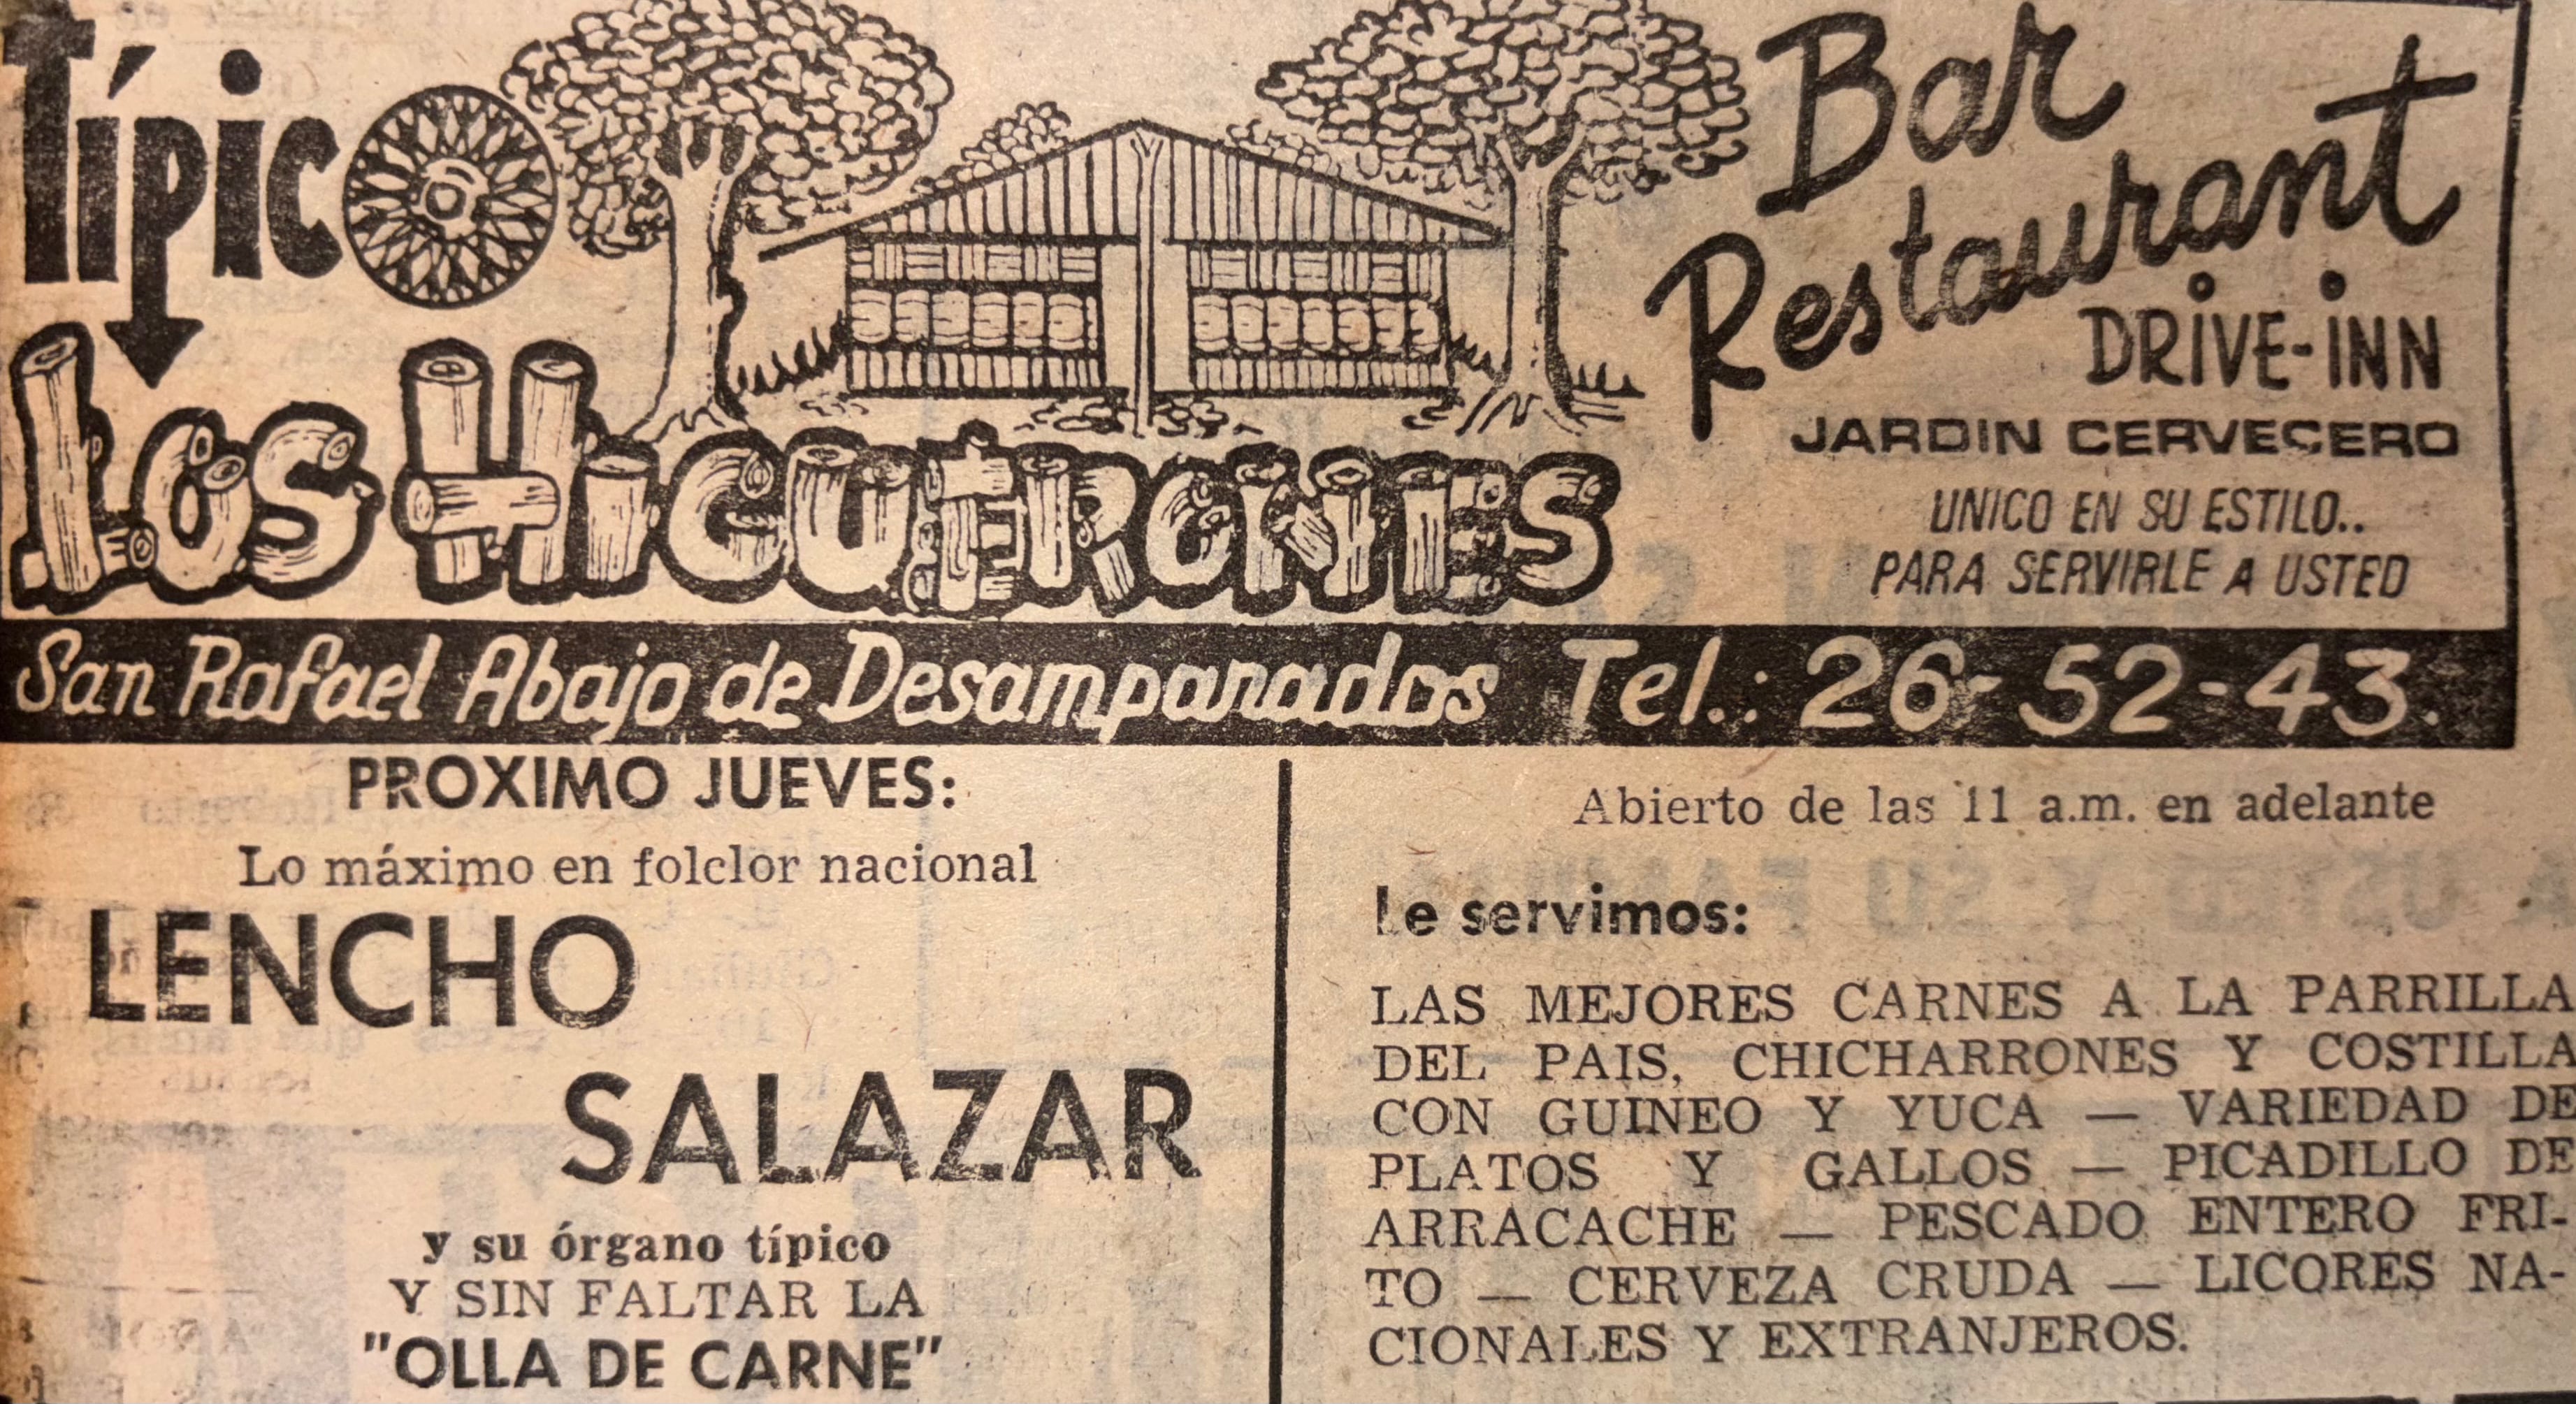 Típico
Los Higuerones
Bar
Restaurant
DRIVE-INN
JARDIN CERVECERO
UNICO EN SU ESTILO..
PARA SERVIRLE A USTED
San Rafael Abajo de Desamparados Tel.: 26-52-43.
PROXIMO JUEVES:
Lo máximo en folclor nacional
LENCHO
SALAZAR
y su órgano típico
Y SIN FALTAR LA
"OLLA DE CARNE"
Abierto de las 11 a.m. en adelante
Le servimos:
LAS MEJORES CARNES A LA PARRILLA
DEL PAIS, CHICHARRONES Y COSTILLA
CON GUINEO Y YUCA — VARIEDAD DE
PLATOS Y GALLOS — PICADILLO DE
ARRACACHE — PESCADO ENTERO FRI-
TO — CERVEZA CRUDA — LICORES NA-
CIONALES Y EXTRANJEROS.